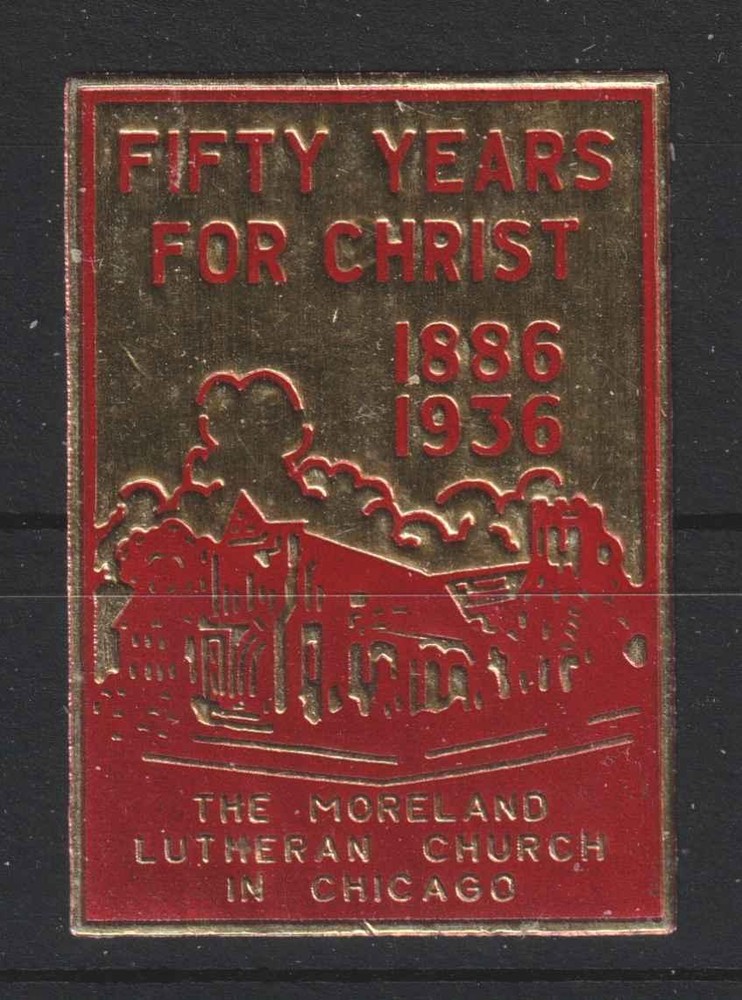 FIFTY YEARS
FOR CHRIST
1886
1936
THE MORELAND
LUTHERAN CHURCH
IN CHICAGO